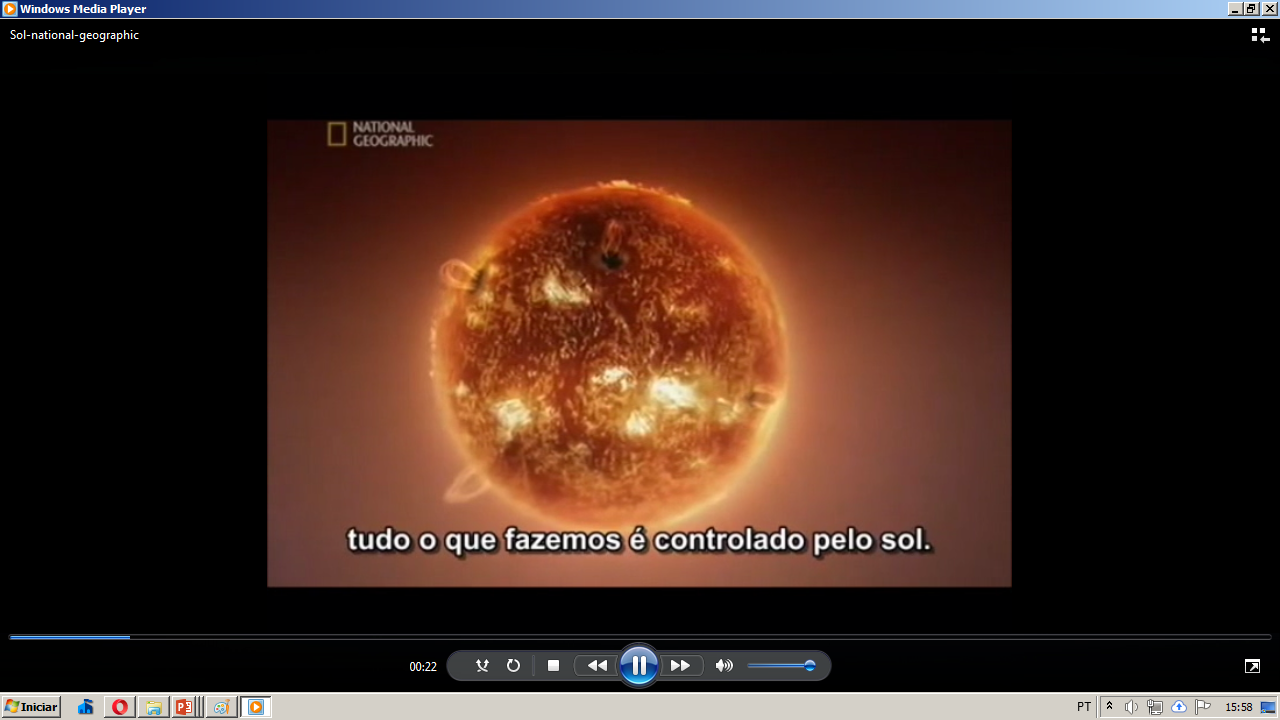 Windows Media Player
Sol-national-geographic
NATIONAL
GEOGRAPHIC
tudo o que fazemos é controlado pelo sol.
00:22
Iniciar
PT
15:58